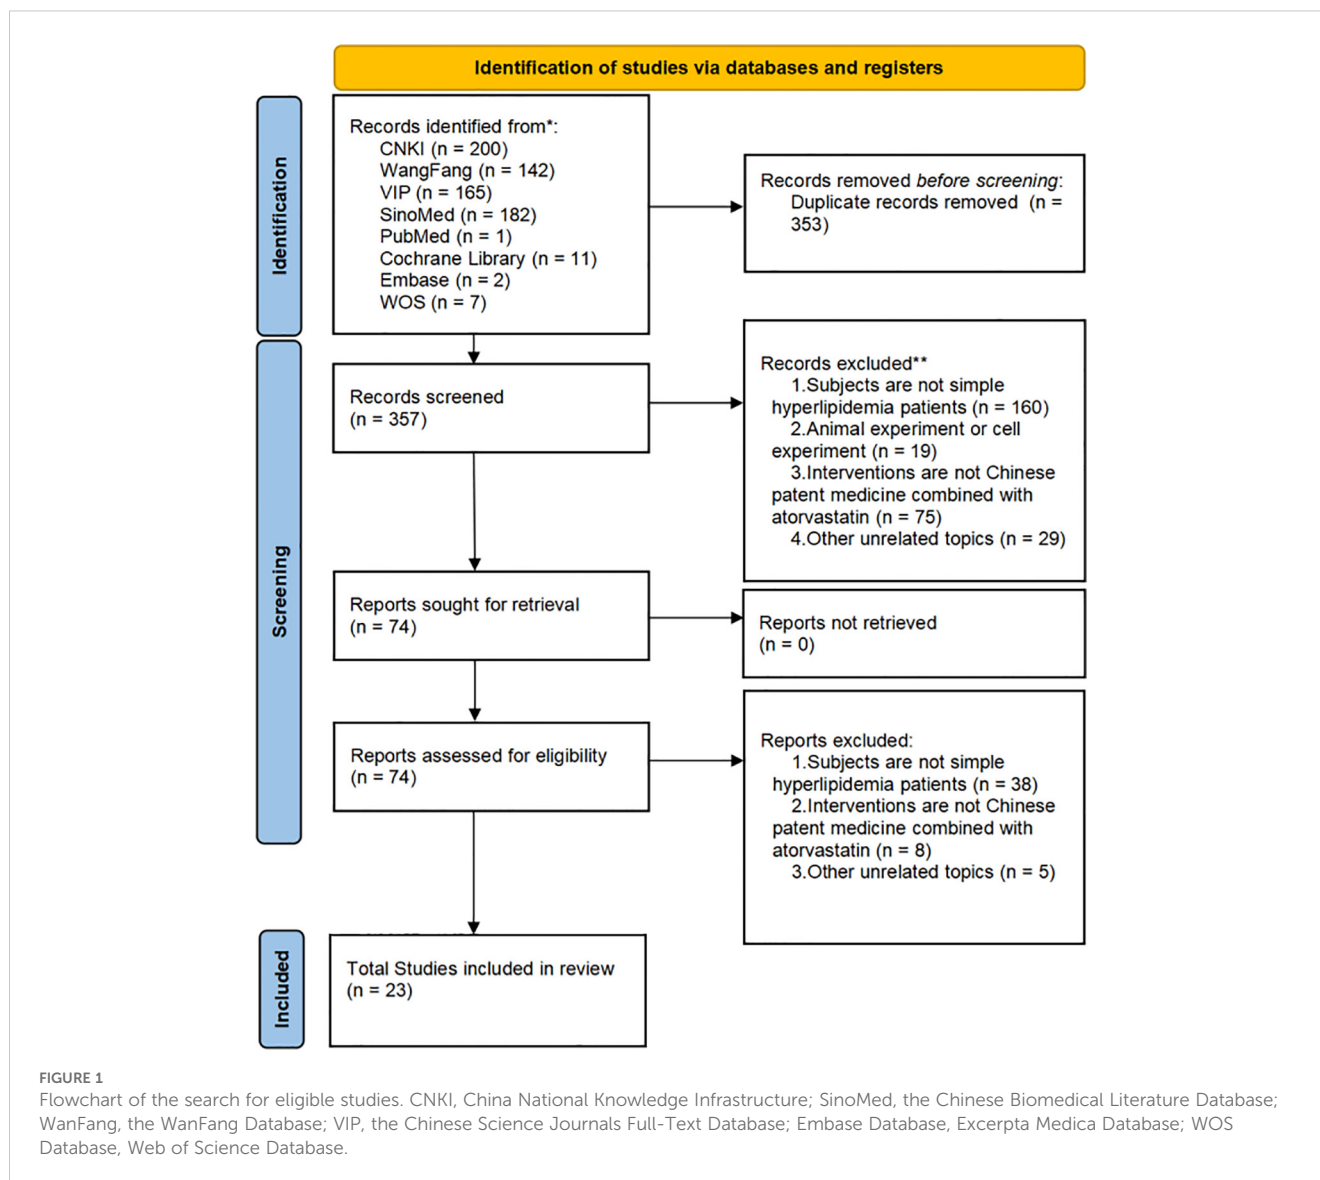 Identification of studies via databases and registers
Identification
Records identified from*:
CNKI (n = 200)
WangFang (n = 142)
VIP (n = 165)
SinoMed (n = 182)
PubMed (n = 1)
Cochrane Library (n = 11)
Embase (n = 2)
WOS (n = 7)
Records removed before screening:
Duplicate records removed (n =
353)
Screening
Records screened
(n = 357)
Records excluded**
1.Subjects are not simple
hyperlipidemia patients (n = 160)
2.Animal experiment or cell
experiment (n = 19)
3.Interventions are not Chinese
patent medicine combined with
atorvastatin (n = 75)
4.Other unrelated topics (n = 29)
Reports sought for retrieval
(n = 74)
Reports not retrieved
(n = 0)
Reports assessed for eligibility
(n = 74)
Reports excluded:
1.Subjects are not simple
hyperlipidemia patients (n = 38)
2.Interventions are not Chinese
patent medicine combined with
atorvastatin (n = 8)
3.Other unrelated topics (n = 5)
Included
Total Studies included in review
(n = 23)
FIGURE 1
Flowchart of the search for eligible studies. CNKI, China National Knowledge Infrastructure; SinoMed, the Chinese Biomedical Literature Database;
WanFang, the WanFang Database; VIP, the Chinese Science Journals Full-Text Database; Embase Database, Excerpta Medica Database; WOS
Database, Web of Science Database.